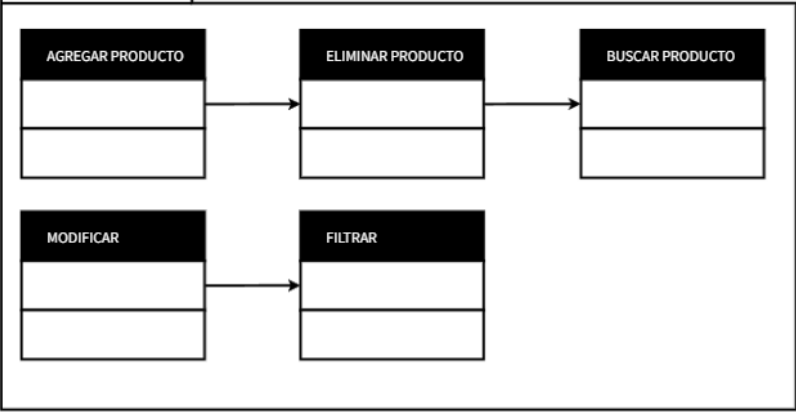 AGREGAR PRODUCTO
ELIMINAR PRODUCTO
BUSCAR PRODUCTO
MODIFICAR
FILTRAR